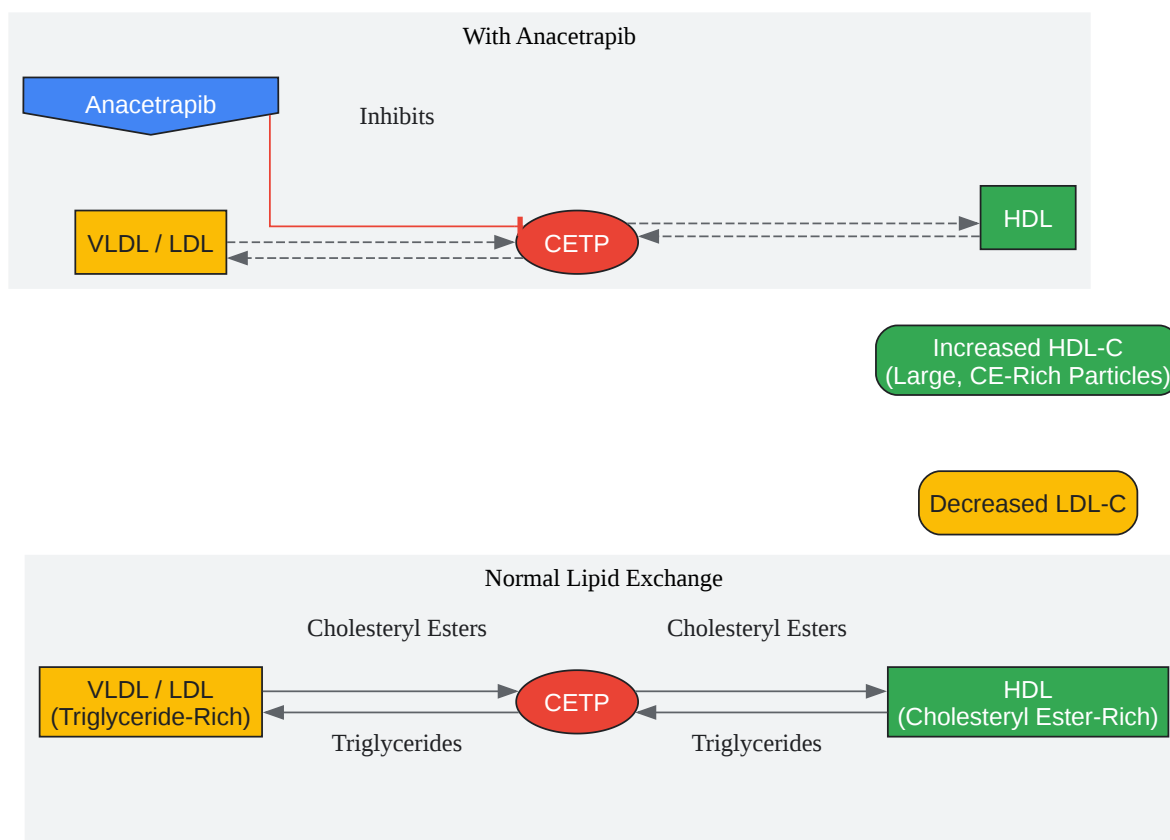 With Anacetrapib
Anacetrapib
Inhibits
VLDL / LDL
CETP
HDL
Increased HDL-C
(Large, CE-Rich Particles)
Decreased LDL-C
Normal Lipid Exchange
Cholesteryl Esters
Cholesteryl Esters
VLDL / LDL
(Triglyceride-Rich)
CETP
HDL
(Cholesteryl Ester-Rich)
Triglycerides
Triglycerides